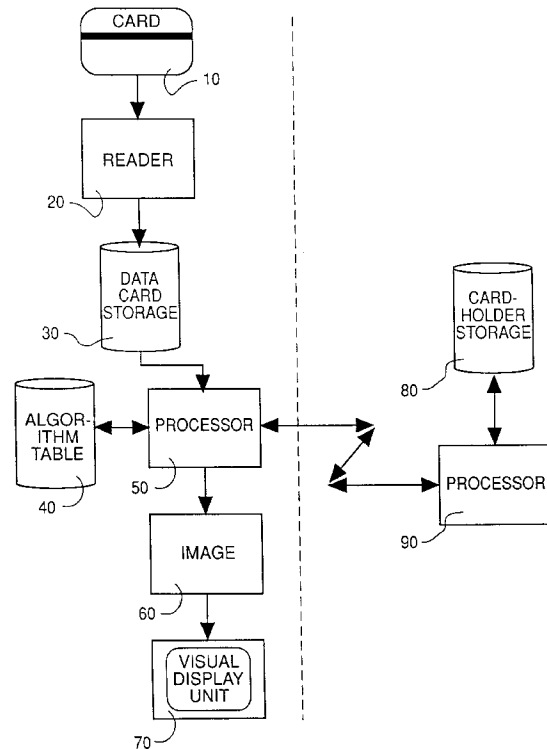 CARD
10
READER
20
DATA
CARD
STORAGE
30
CARD-
HOLDER
STORAGE
80
ALGOR-
ITHM
TABLE
40
PROCESSOR
50
PROCESSOR
90
IMAGE
60
VISUAL
DISPLAY
UNIT
70